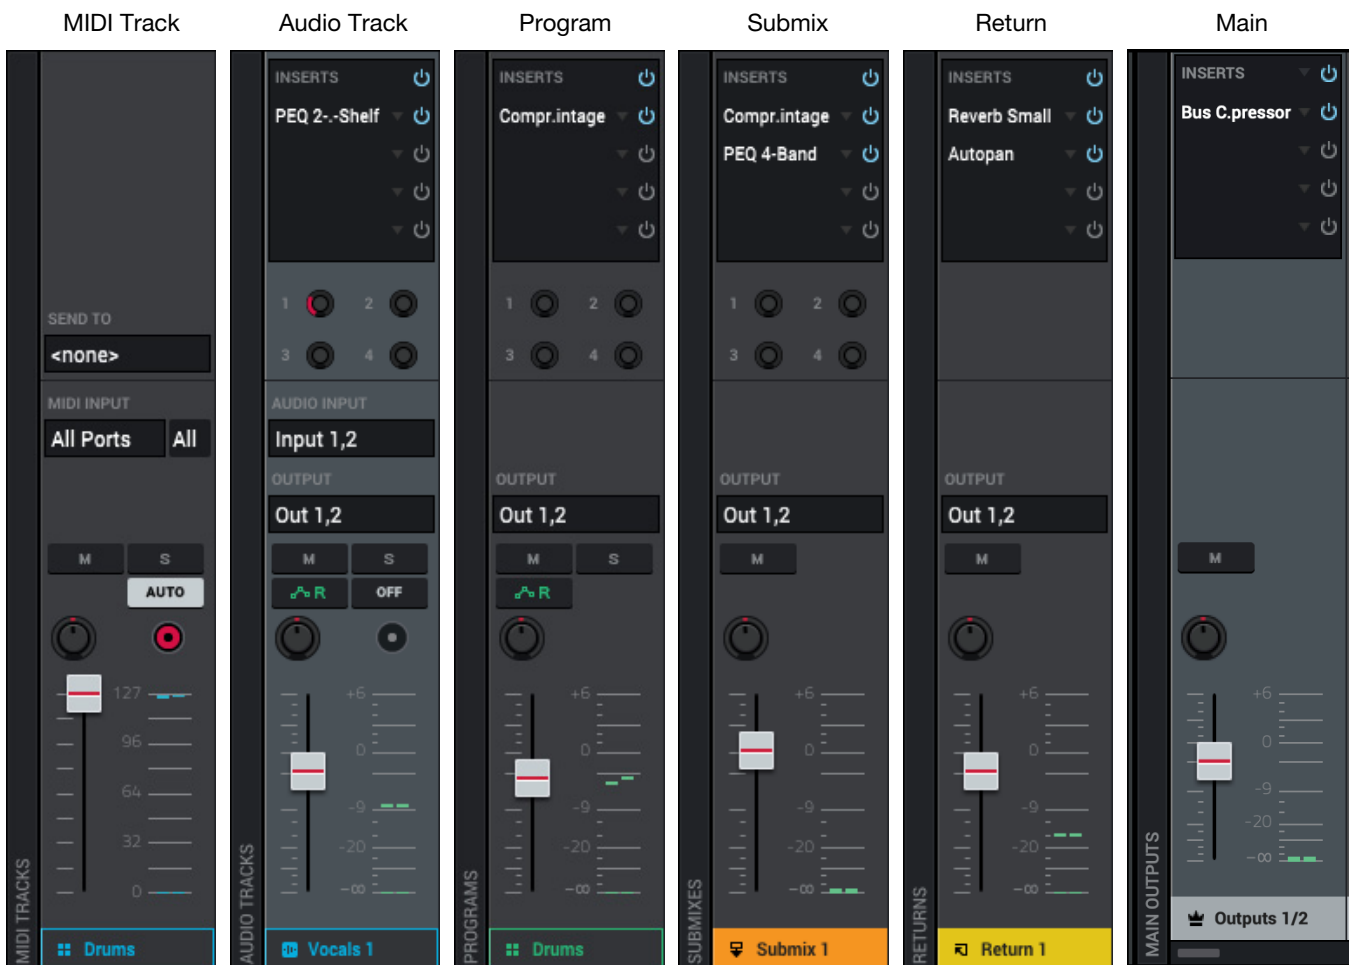 MIDI Track
SEND TO
<none>
MIDI INPUT
All Ports All
M S
AUTO
127
96
64
32
0
MIDI TRACKS
Drums
Audio Track
INSERTS
PEQ 2-.-Shelf
1 2
3 4
AUDIO INPUT
Input 1,2
OUTPUT
Out 1,2
M S
R OFF
+6
0
-9
-20
-∞
AUDIO TRACKS
Vocals 1
Program
INSERTS
Compr.intage
1 2
3 4
OUTPUT
Out 1,2
M S
R
+6
0
-9
-20
-∞
PROGRAMS
Drums
Submix
INSERTS
Compr.intage
PEQ 4-Band
1 2
3 4
OUTPUT
Out 1,2
M
+6
0
-9
-20
-∞
SUBMIXES
Submix 1
Return
INSERTS
Reverb Small
Autopan
OUTPUT
Out 1,2
M
+6
0
-9
-20
-∞
RETURNS
Return 1
Main
INSERTS
Bus C.pressor
M
+6
0
-9
-20
-∞
MAIN OUTPUTS
Outputs 1/2